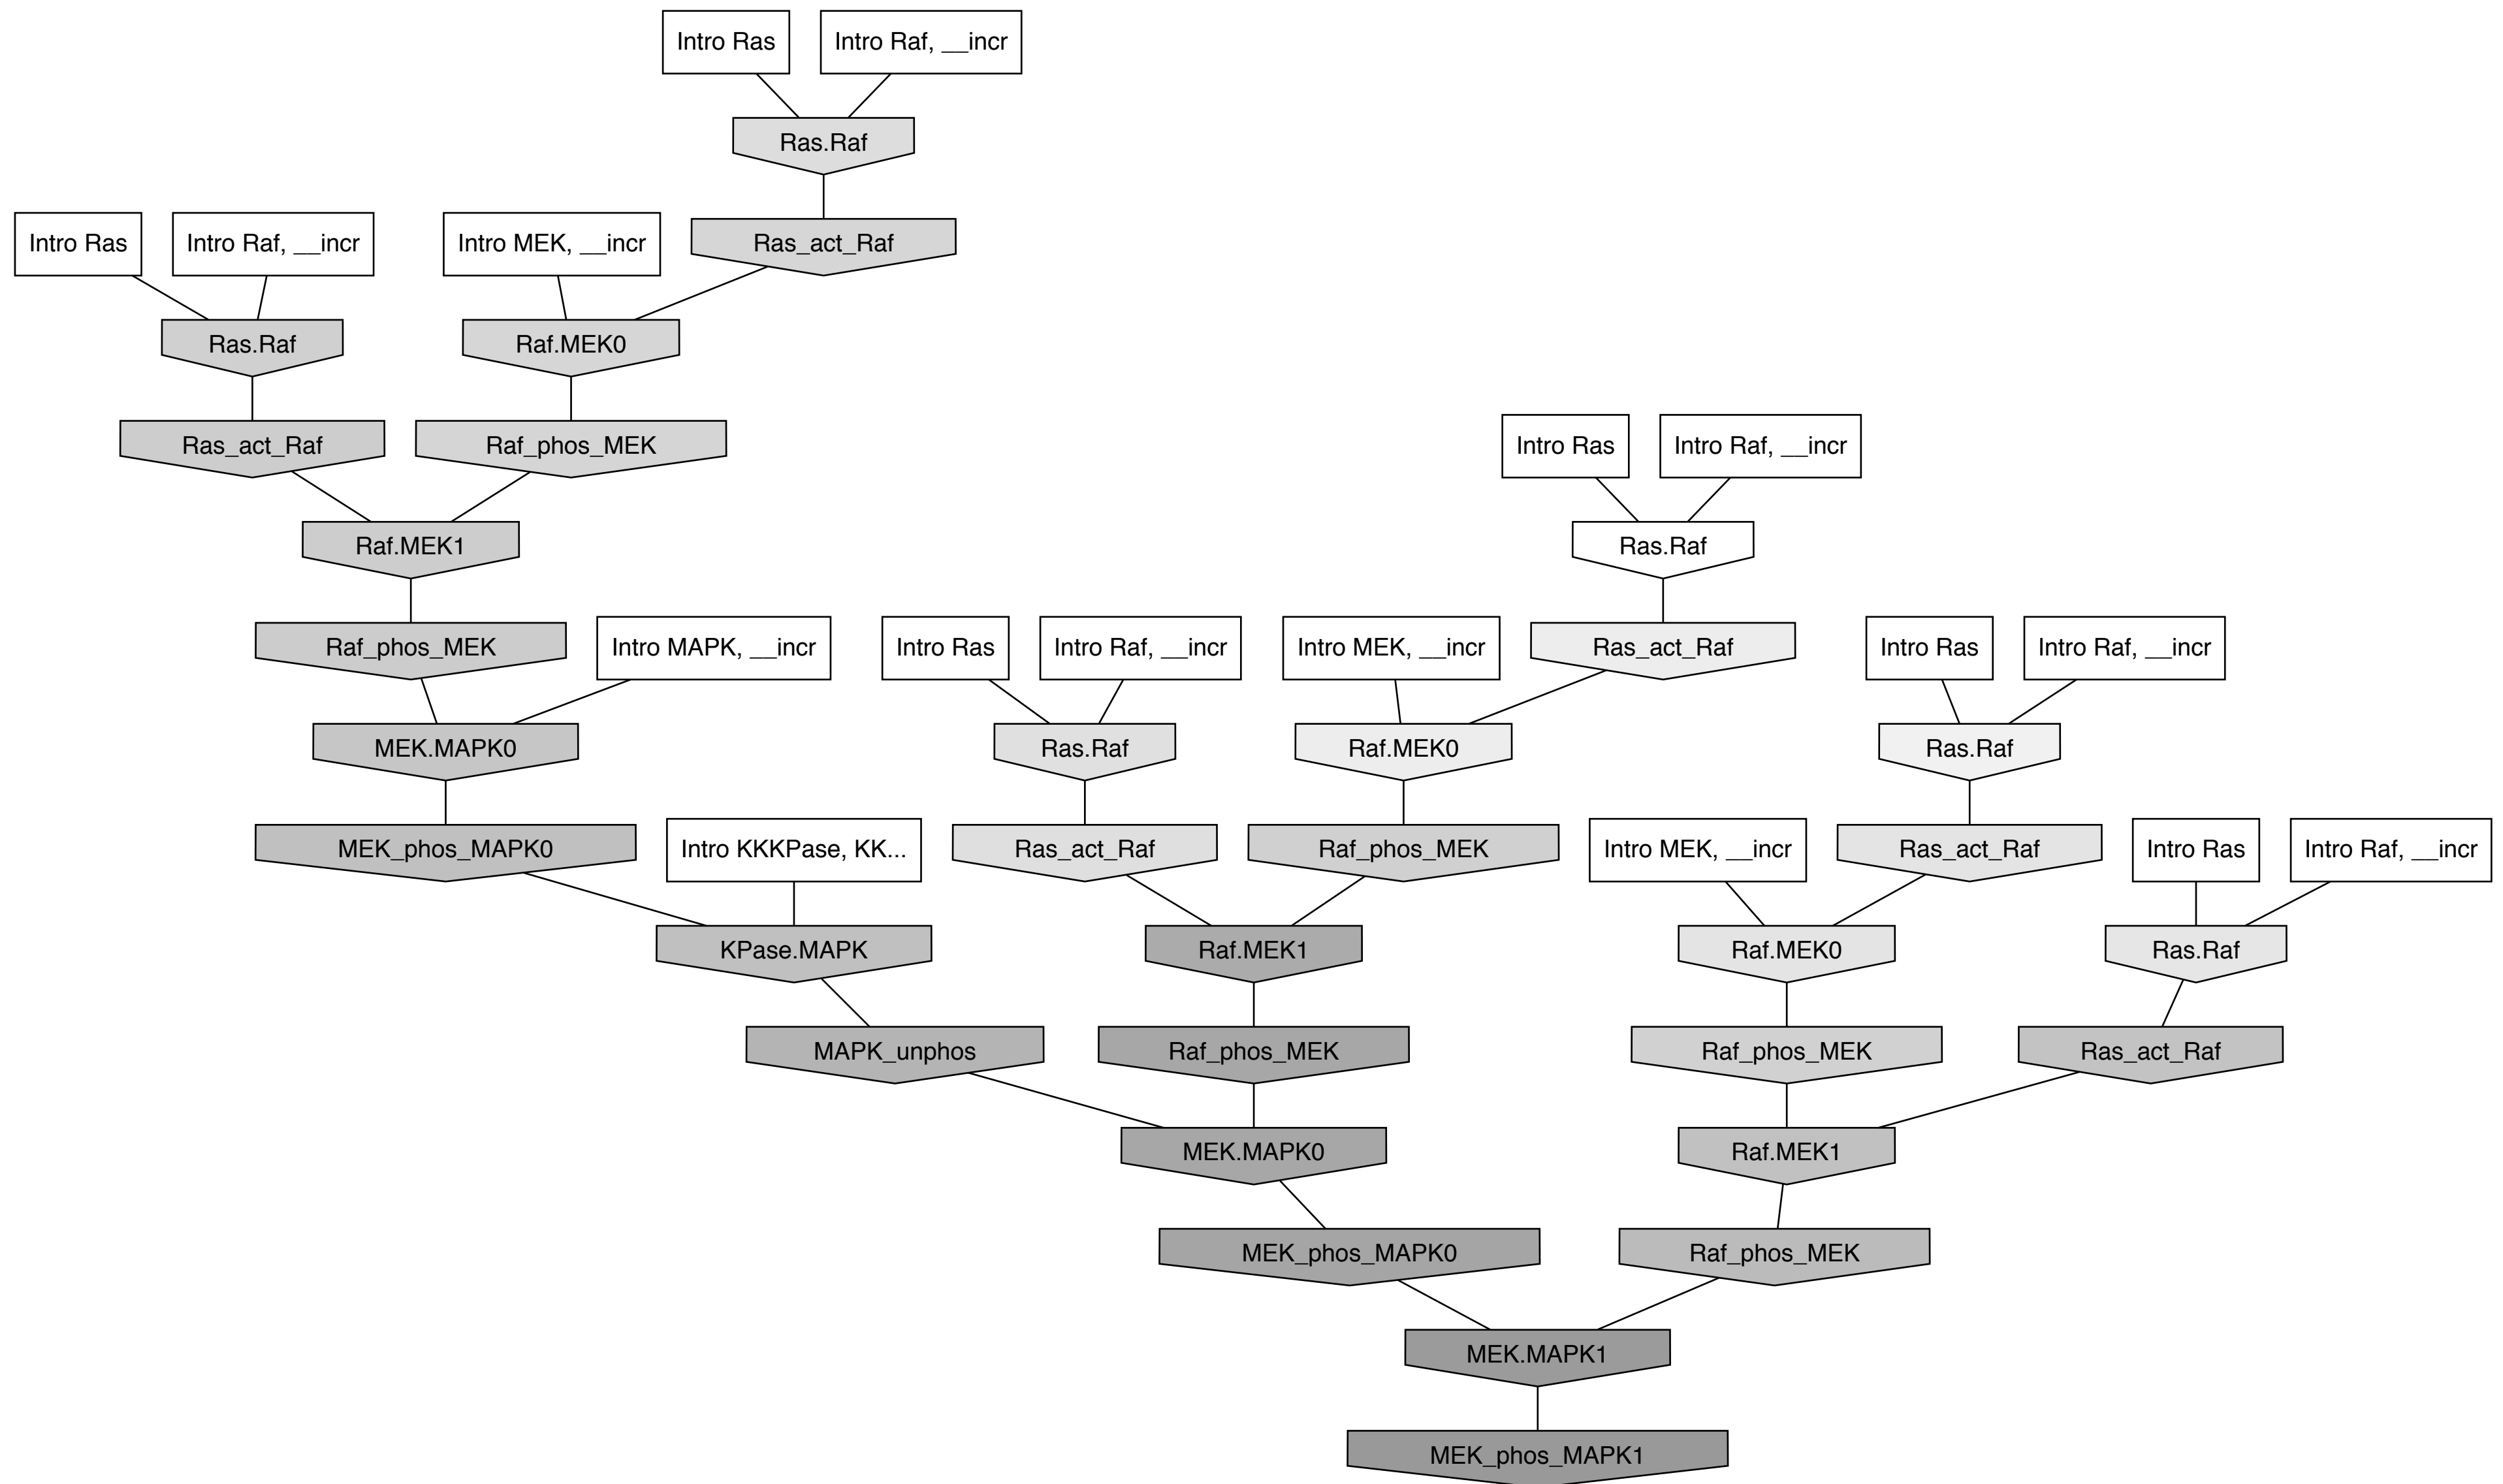 Intro Ras
Intro Raf, __incr
Ras.Raf
Intro Ras
Intro Raf, __incr
Intro MEK, __incr
Ras_act_Raf
Ras.Raf
Raf.MEK0
Ras_act_Raf
Raf_phos_MEK
Intro Ras
Intro Raf, __incr
Raf.MEK1
Ras.Raf
Raf_phos_MEK
Intro MAPK, __incr
Intro Ras
Intro Raf, __incr
Intro MEK, __incr
Ras_act_Raf
Intro Ras
Intro Raf, __incr
MEK.MAPK0
Ras.Raf
Raf.MEK0
Ras.Raf
MEK_phos_MAPK0
Intro KKKPase, KK...
Ras_act_Raf
Raf_phos_MEK
Intro MEK, __incr
Ras_act_Raf
Intro Ras
Intro Raf, __incr
KPase.MAPK
Raf.MEK1
Raf.MEK0
Ras.Raf
MAPK_unphos
Raf_phos_MEK
Raf_phos_MEK
Ras_act_Raf
MEK.MAPK0
Raf.MEK1
MEK_phos_MAPK0
Raf_phos_MEK
MEK.MAPK1
MEK_phos_MAPK1